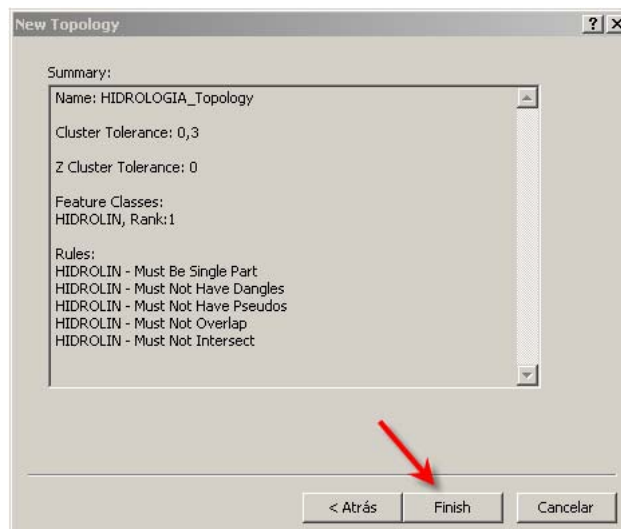 New Topology
Summary:
Name: HIDROLOGIA_Topology
Cluster Tolerance: 0,3
Z Cluster Tolerance: 0
Feature Classes:
HIDROLIN, Rank:1
Rules:
HIDROLIN - Must Be Single Part
HIDROLIN - Must Not Have Dangles
HIDROLIN - Must Not Have Pseudos
HIDROLIN - Must Not Overlap
HIDROLIN - Must Not Intersect
< Atrás Finish Cancelar